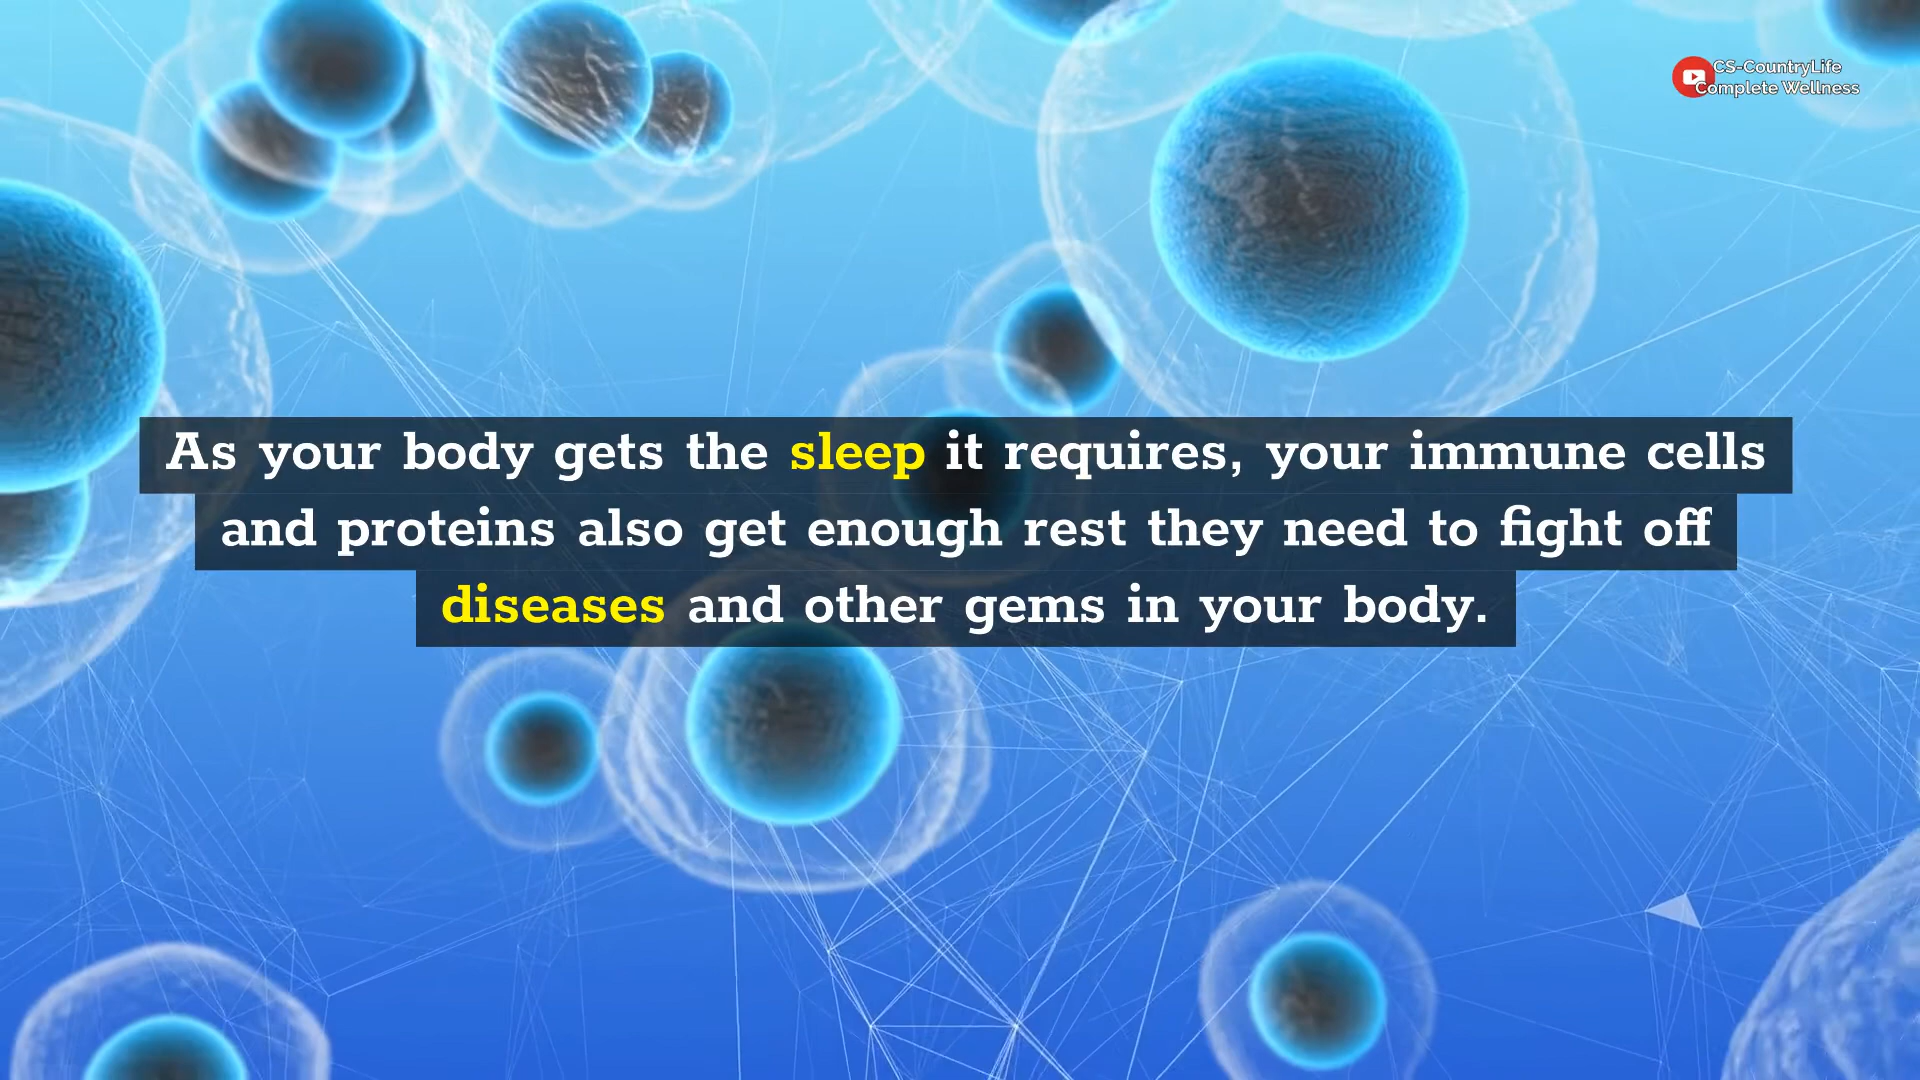 CS-CountryLife
Complete Wellness
As your body gets the sleep it requires, your immune cells
and proteins also get enough rest they need to fight off
diseases and other gems in your body.